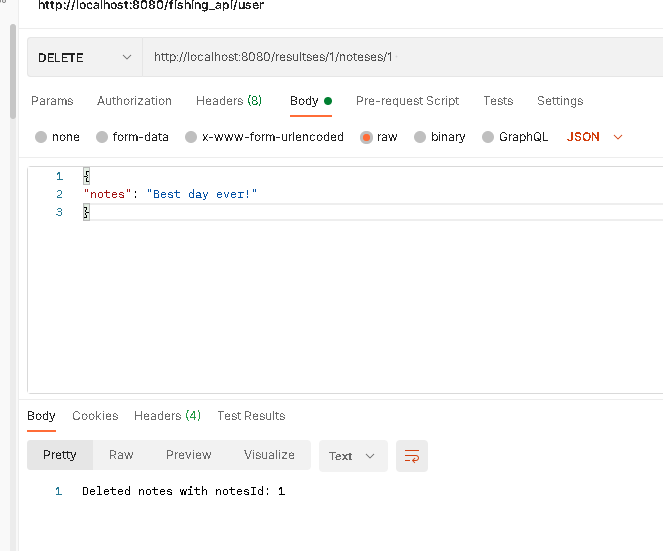 http://localhost:8080/fishing_api/user
DELETE http://localhost:8080/resultses/1/noteses/1
Params Authorization Headers (8) Body Pre-request Script Tests Settings
none form-data x-www-form-urlencoded raw binary GraphQL JSON
1 {
2 "notes": "Best day ever!"
3 }
Body Cookies Headers (4) Test Results
Pretty Raw Preview Visualize Text
1 Deleted notes with notesId: 1